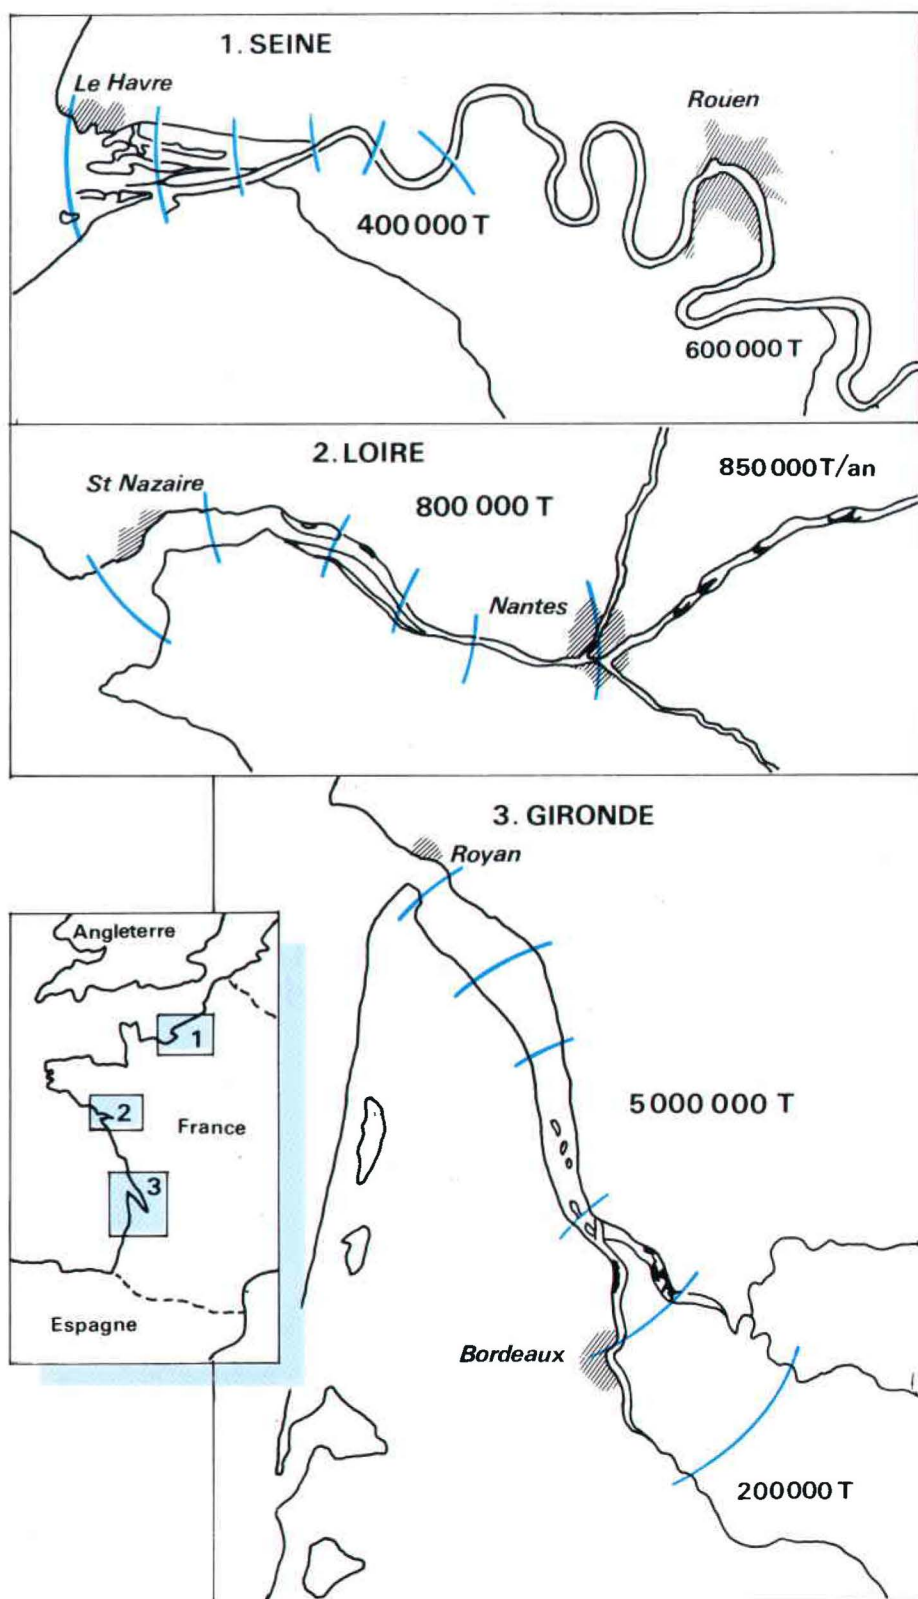 1. SEINE
Le Havre
Rouen
400 000 T
600 000 T
2. LOIRE
St Nazaire
850 000 T/an
800 000 T
Nantes
3. GIRONDE
Royan
Angleterre
1
2
France
3
Espagne
5 000 000 T
Bordeaux
200 000 T